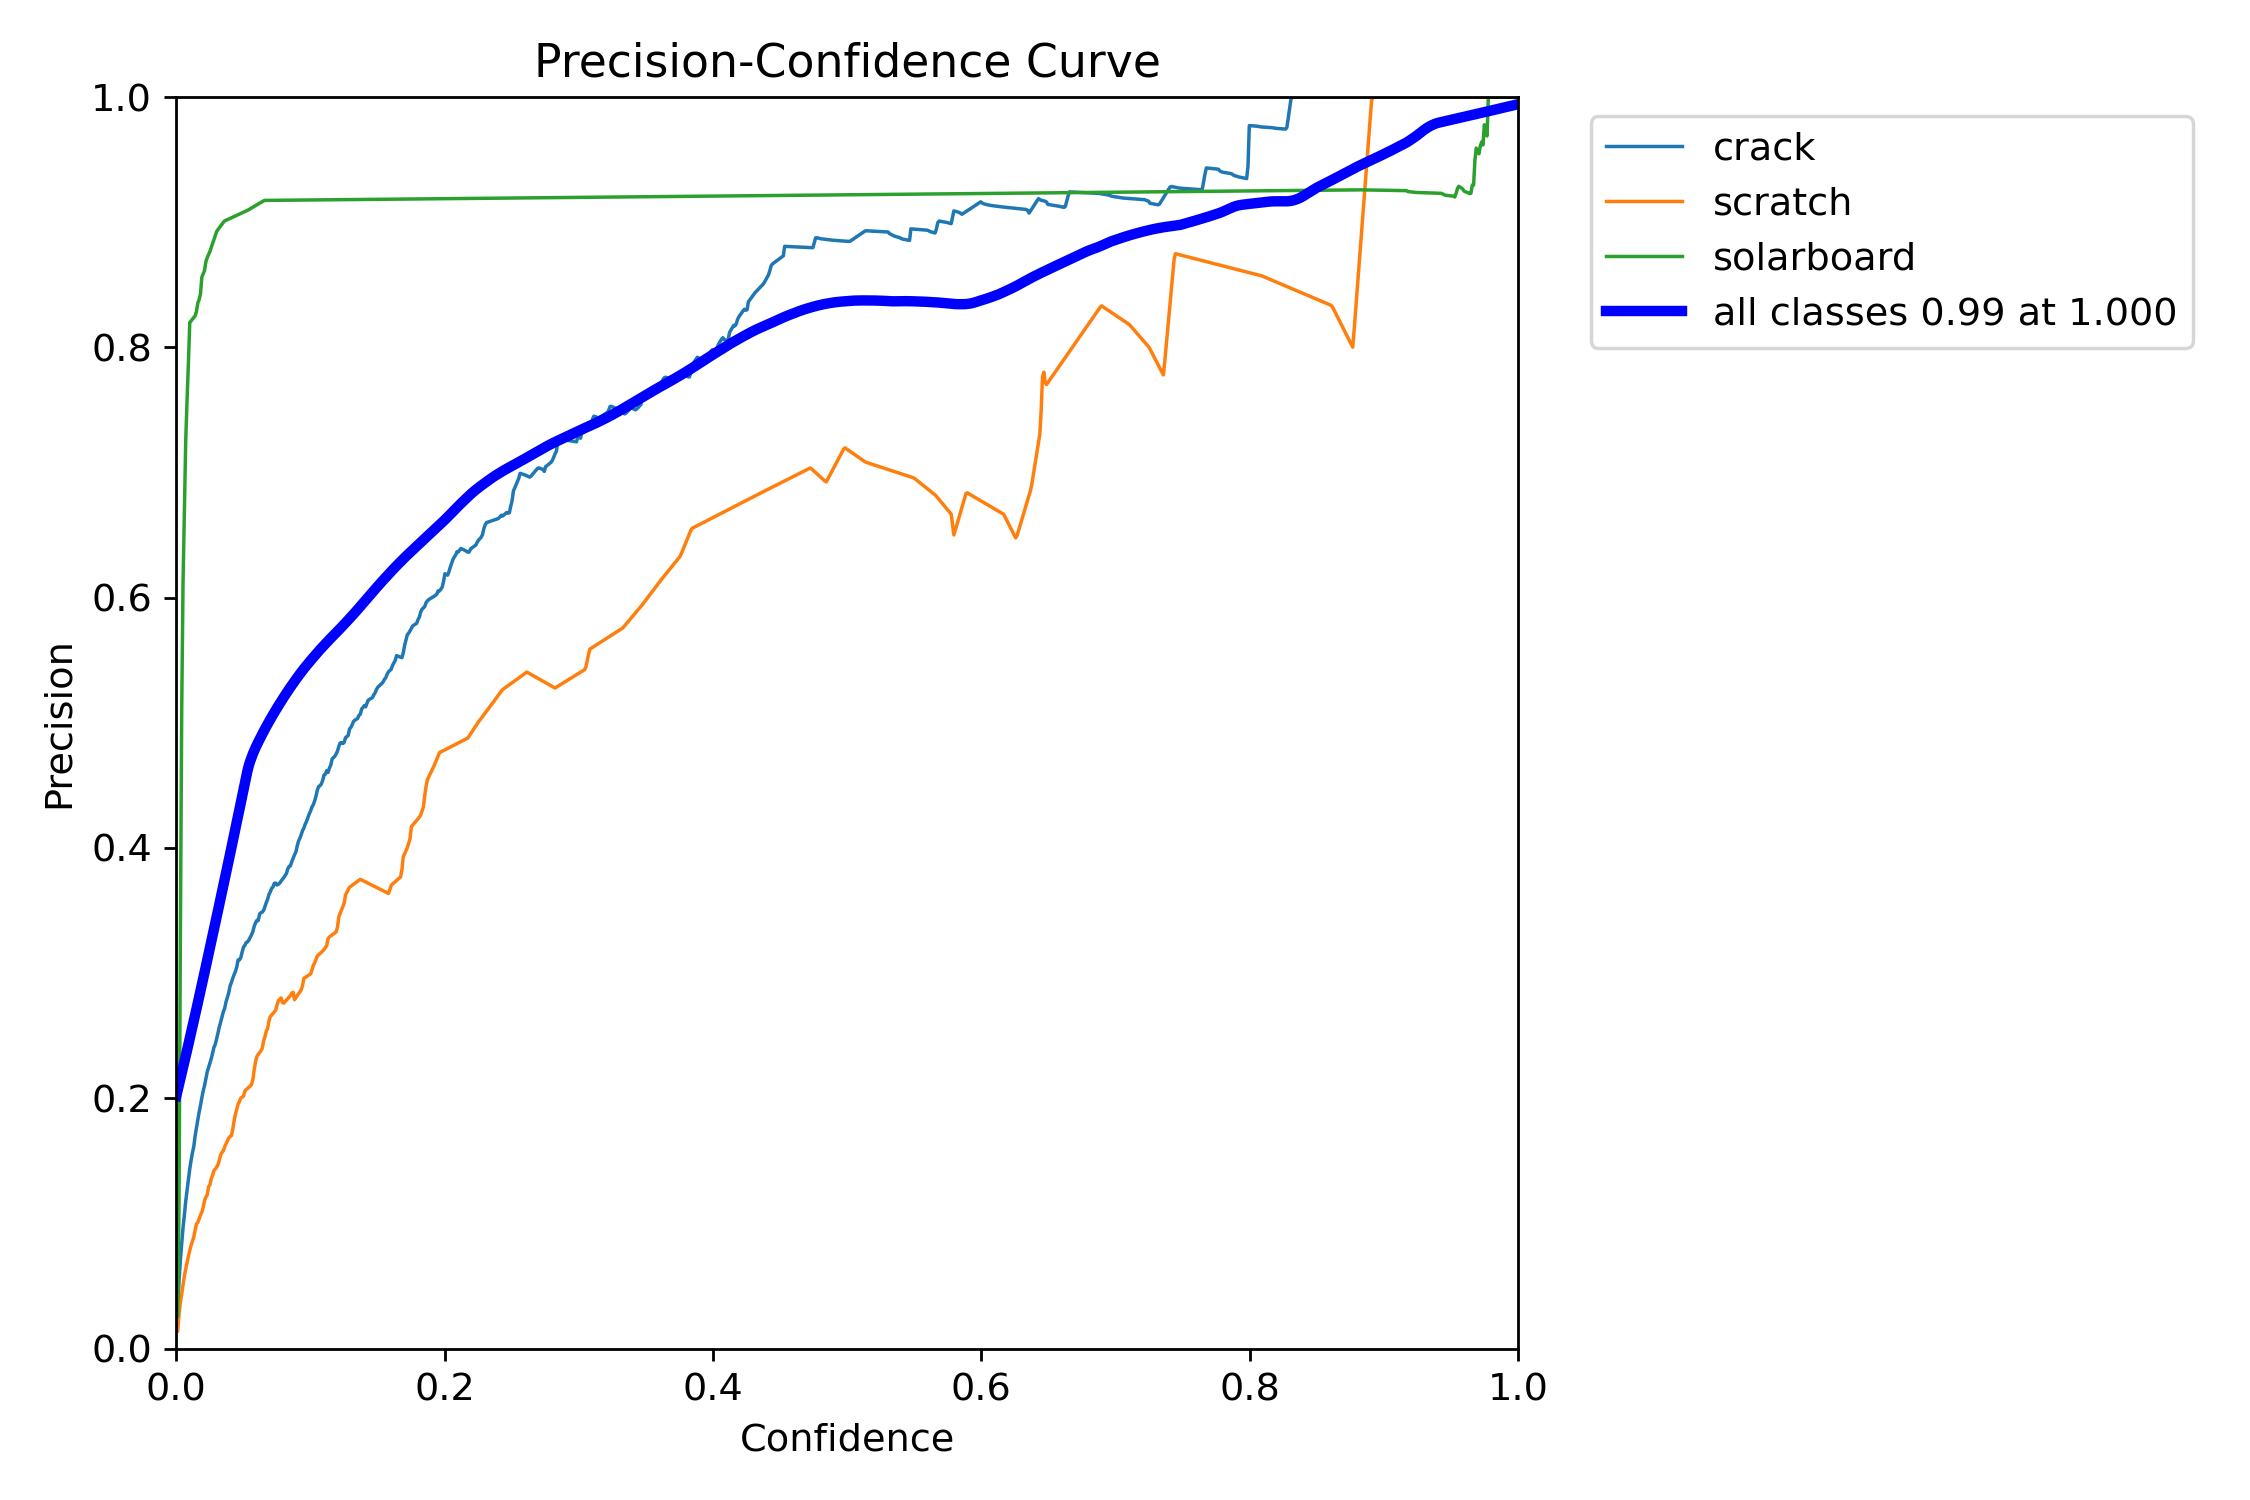 Precision-Confidence Curve
1.0
0.8
0.6
0.4
0.2
0.0
Precision
0.0 0.2 0.4 0.6 0.8 1.0
Confidence
crack
scratch
solarboard
all classes 0.99 at 1.000